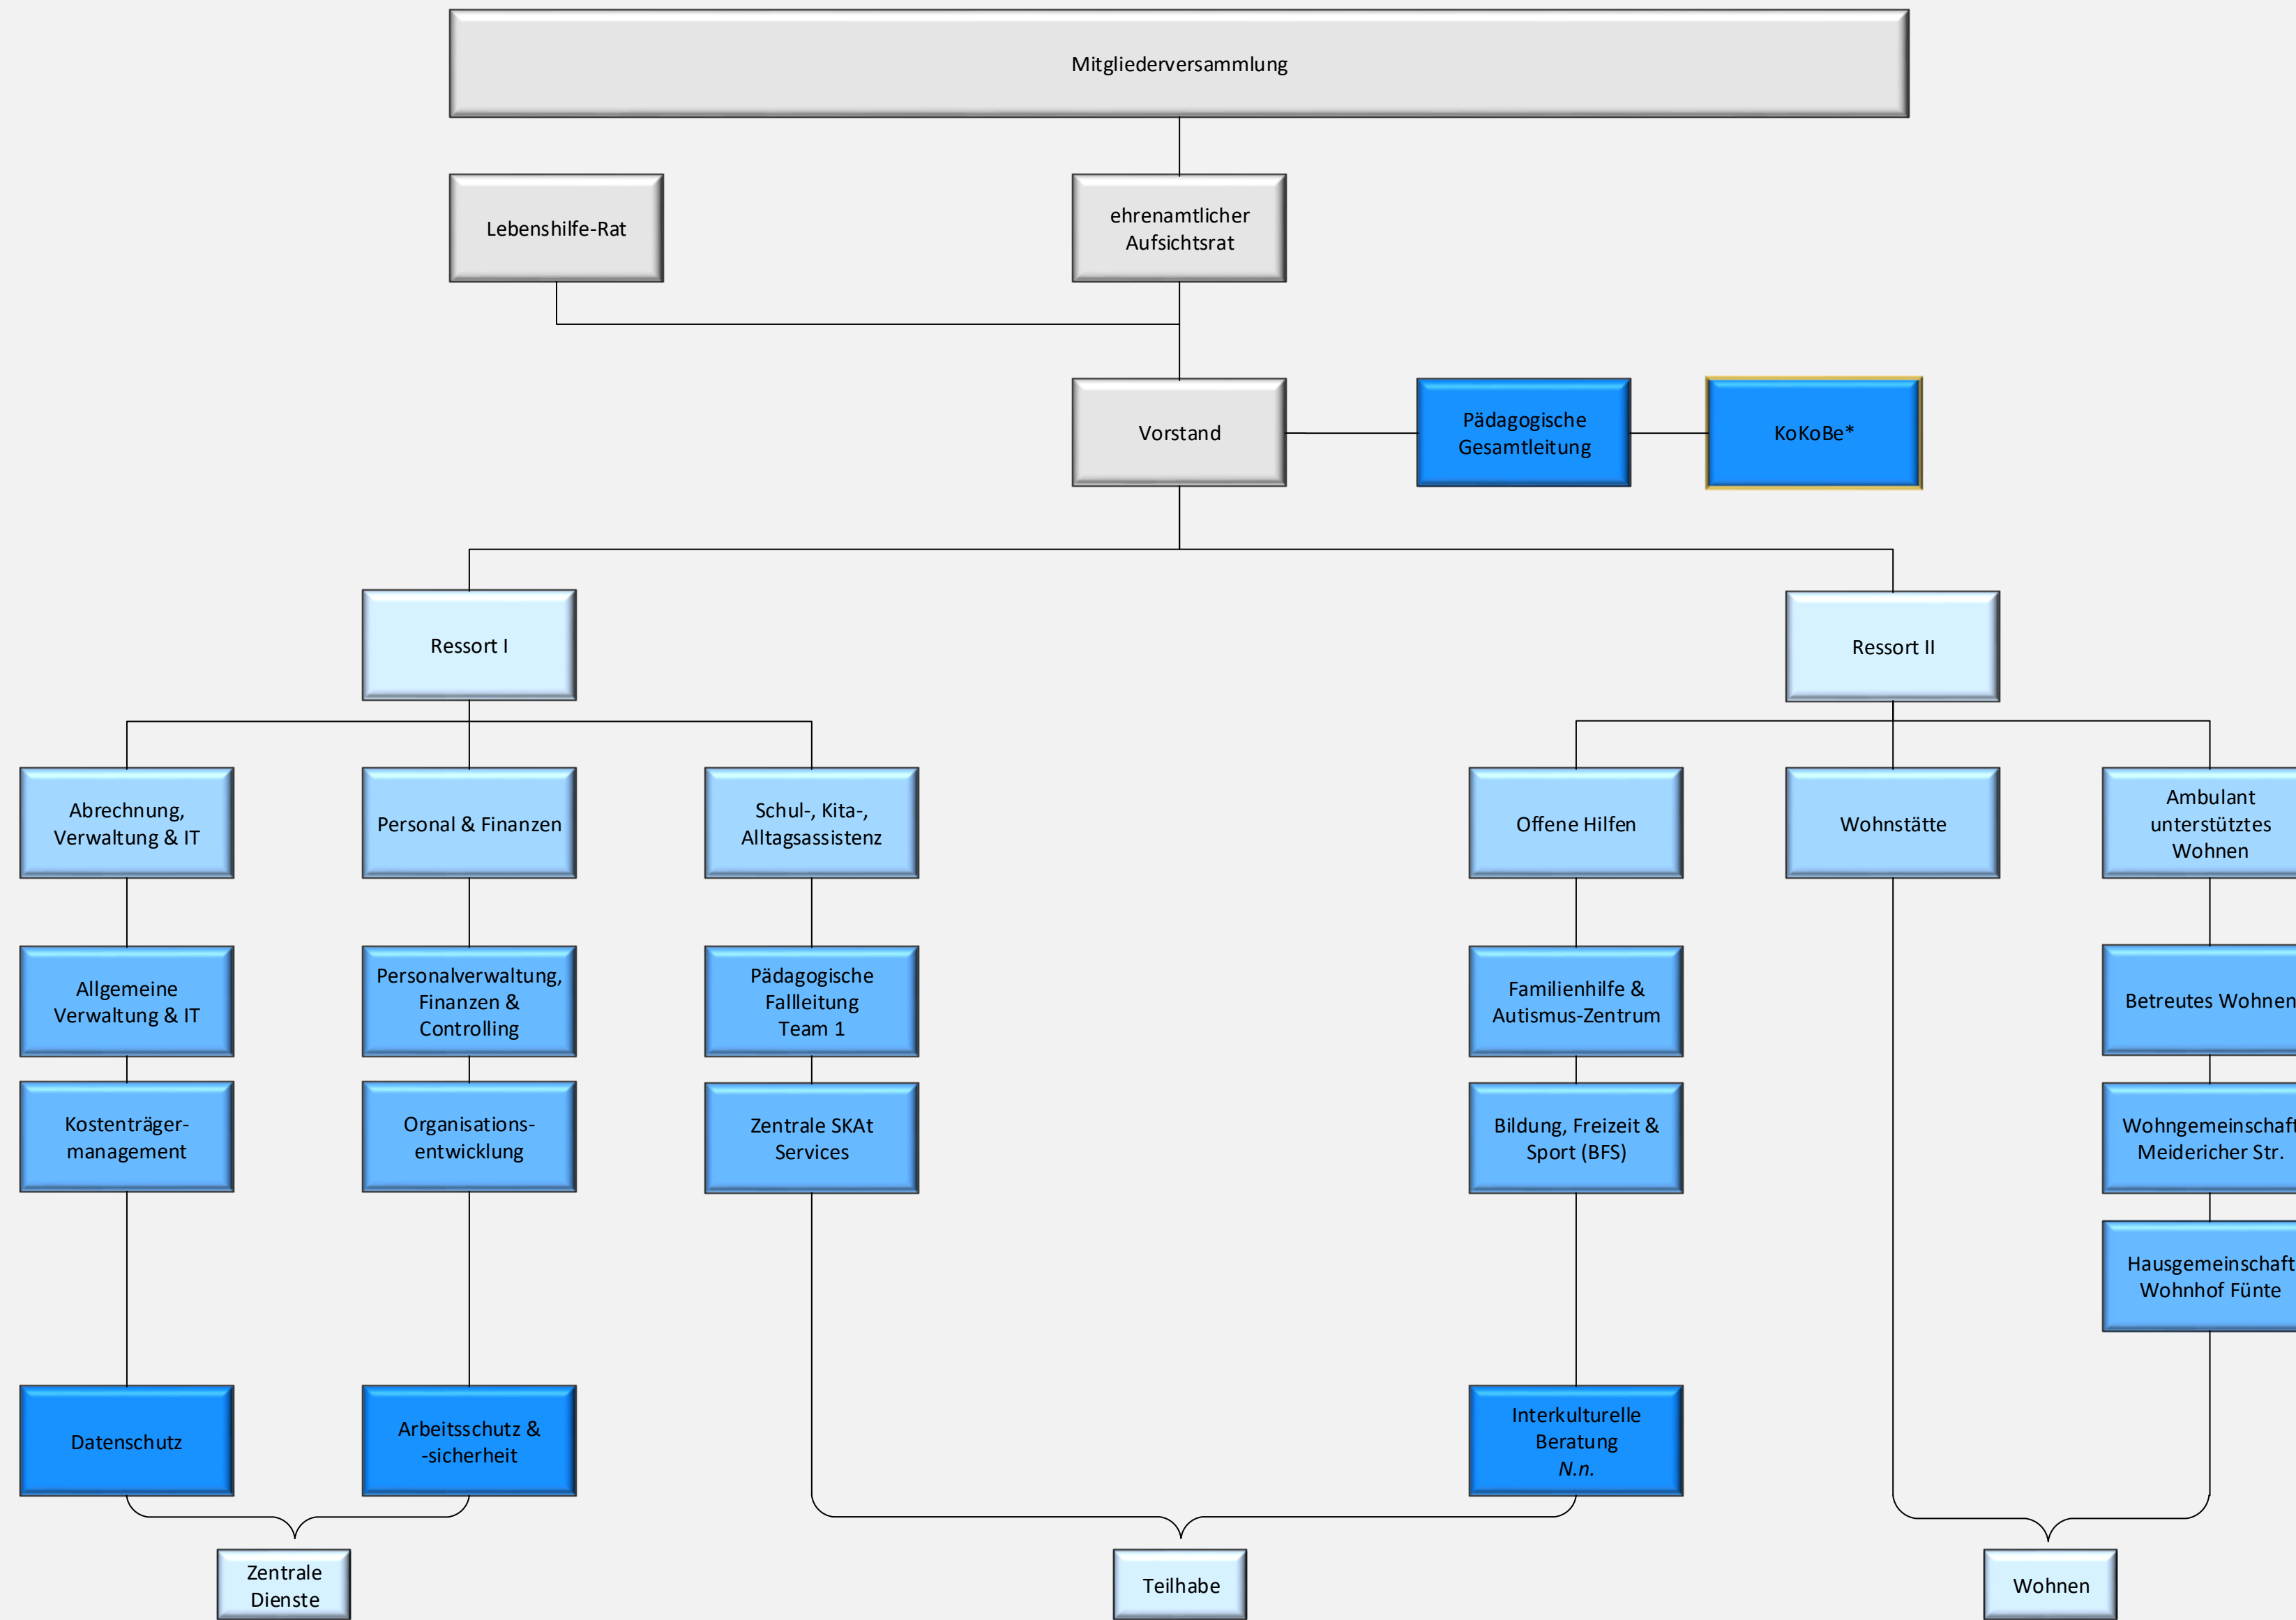 Mitgliederversammlung
Lebenshilfe-Rat
ehrenamtlicher
Aufsichtsrat
Vorstand
Pädagogische
Gesamtleitung
KoKoBe*
Ressort I
Ressort II
Abrechnung,
Verwaltung & IT
Personal & Finanzen
Schul-, Kita-,
Alltagsassistenz
Offene Hilfen
Wohnstätte
Ambulant
unterstütztes
Wohnen
Allgemeine
Verwaltung & IT
Personalverwaltung,
Finanzen &
Controlling
Pädagogische
Fallleitung
Team 1
Familienhilfe &
Autismus-Zentrum
Betreutes Wohnen
Kostenträger-
management
Organisations-
entwicklung
Zentrale SKAt
Services
Bildung, Freizeit &
Sport (BFS)
Wohngemeinschaft
Meidericher Str.
Hausgemeinschaft
Wohnhof Fünte
Datenschutz
Arbeitsschutz &
-sicherheit
Interkulturelle
Beratung
N.n.
Zentrale
Dienste
Teilhabe
Wohnen